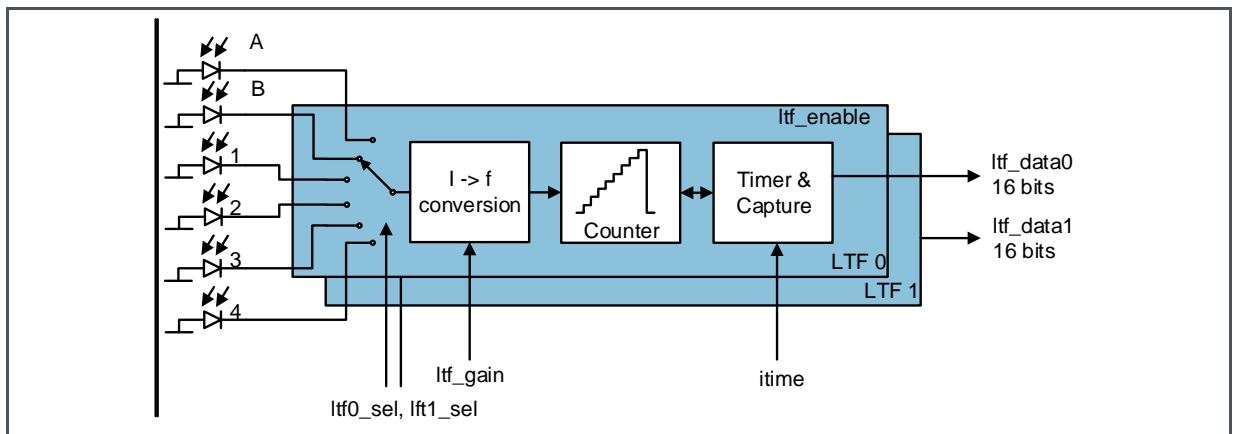 A
B
1
2
3
4
ltf_enable
I -> f
conversion
Counter
Timer &
Capture
LTF 0
LTF 1
ltf_data0
16 bits
ltf_data1
16 bits
ltf_gain
itime
ltf0_sel, lft1_sel